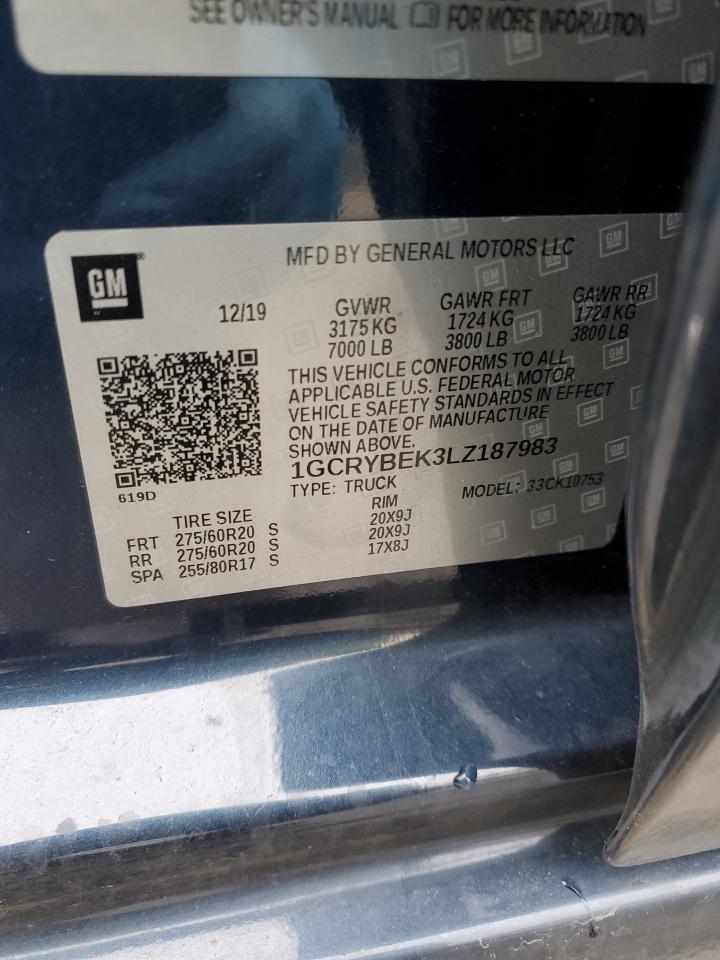 SEE OWNER'S MANUAL FOR MORE INFORMATION
GM
MFD BY GENERAL MOTORS LLC
12/19
GVWR GAWR FRT GAWR RR
3175 KG 1724 KG 1724 KG
7000 LB 3800 LB 3800 LB
THIS VEHICLE CONFORMS TO ALL
APPLICABLE U.S. FEDERAL MOTOR
VEHICLE SAFETY STANDARDS IN EFFECT
ON THE DATE OF MANUFACTURE
SHOWN ABOVE.
1GCRYBEK3LZ187983
TYPE: TRUCK MODEL: 33CK10753
619D
TIRE SIZE RIM
FRT 275/60R20 S 20X9J
RR 275/60R20 S 20X9J
SPA 255/80R17 S 17X8J